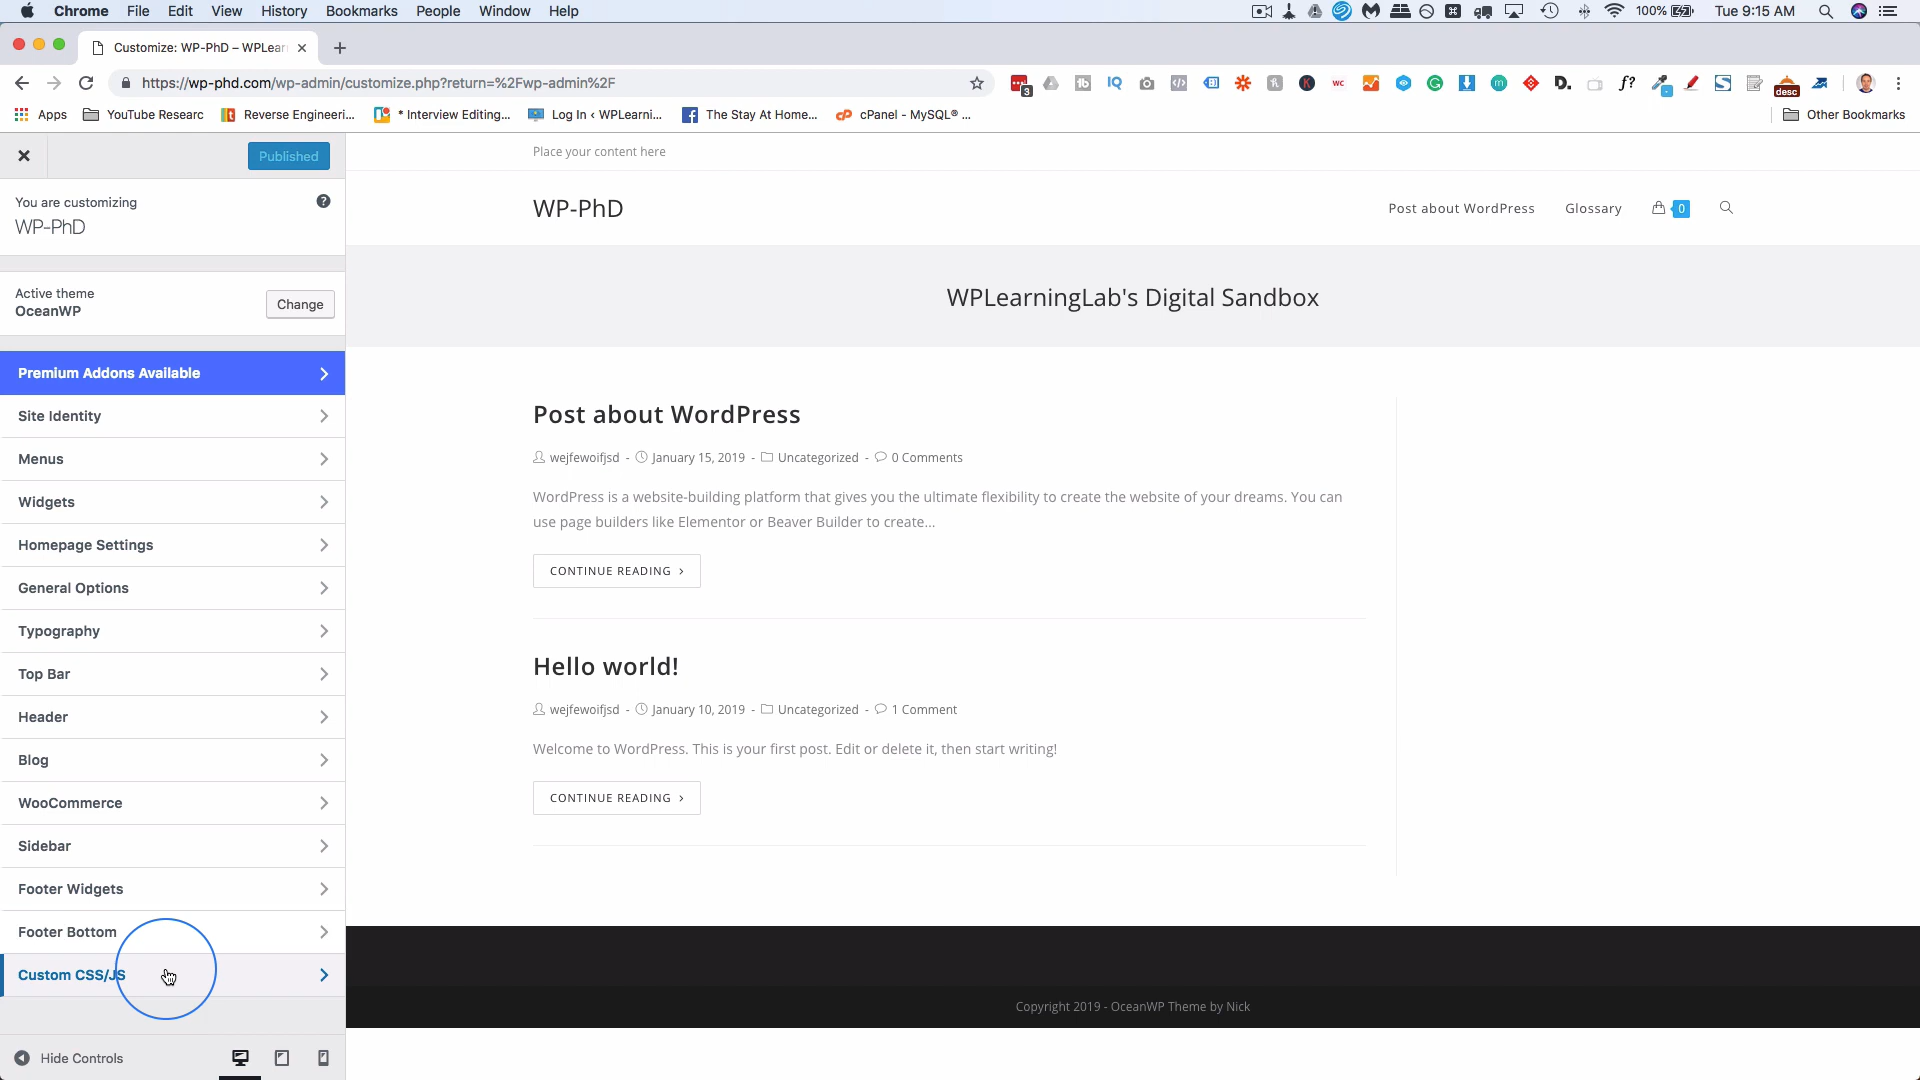 Chrome File Edit View History Bookmarks People Window Help
100% Tue 9:15 AM
Customize: WP-PhD – WPLear
https://wp-phd.com/wp-admin/customize.php?return=%2Fwp-admin%2F
3 IQ WC D. f? desc
Apps YouTube Researc Reverse Engineeri... * Interview Editing... Log In ‹ WPLearni... The Stay At Home... cPanel - MySQL® ... Other Bookmarks
Published
You are customizing
WP-PhD
Active theme
OceanWP
Change
Premium Addons Available
Site Identity
Menus
Widgets
Homepage Settings
General Options
Typography
Top Bar
Header
Blog
WooCommerce
Sidebar
Footer Widgets
Footer Bottom
Custom CSS/JS
Hide Controls
Place your content here
WP-PhD
Post about WordPress Glossary 0
WPLearningLab's Digital Sandbox
Post about WordPress
wejfewoifjsd - January 15, 2019 - Uncategorized - 0 Comments
WordPress is a website-building platform that gives you the ultimate flexibility to create the website of your dreams. You can
use page builders like Elementor or Beaver Builder to create...
CONTINUE READING >
Hello world!
wejfewoifjsd - January 10, 2019 - Uncategorized - 1 Comment
Welcome to WordPress. This is your first post. Edit or delete it, then start writing!
CONTINUE READING >
Copyright 2019 - OceanWP Theme by Nick